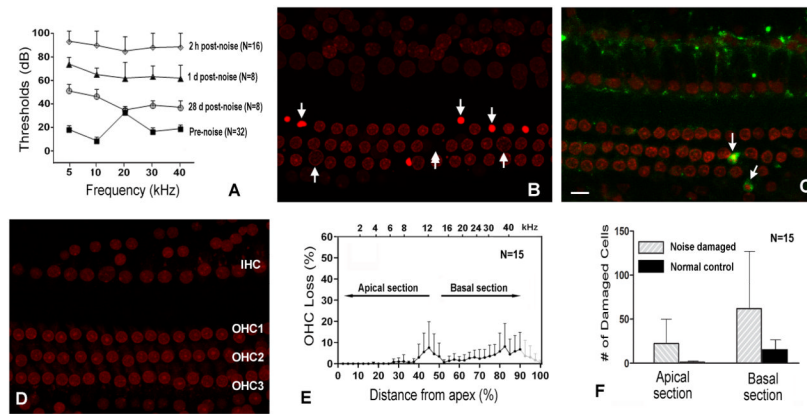 100
80
60
40
20
0
Thresholds (dB)
2 h post-noise (N=16)
1 d post-noise (N=8)
28 d post-noise (N=8)
Pre-noise (N=32)
5 10 20 30 40
Frequency (kHz)
A
B
C
IHC
OHC1
OHC2
OHC3
D
2 4 6 8 12 16 20 24 30 40 kHz
60
50
40
30
20
10
0
OHC Loss (%)
N=15
Apical section
Basal section
0 10 20 30 40 50 60 70 80 90 100
Distance from apex (%)
E
150
100
50
0
# of Damaged Cells
Noise damaged
Normal control
N=15
Apical section
Basal section
F